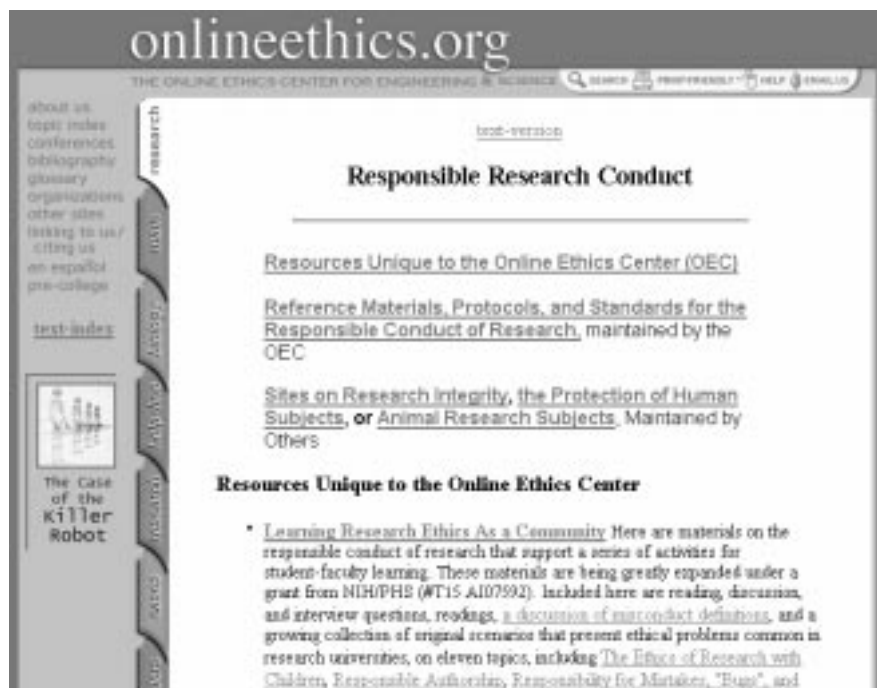 onlineethics.org
THE ONLINE ETHICS CENTER FOR ENGINEERING & SCIENCE
SEARCH PRINT-FRIENDLY HELP EMAIL US
about us
topic index
conferences
bibliography
glossary
organizations
other sites
linking to us/
citing us
en español
pre-college
text-index
The Case
of the
Killer
Robot
research
text-version
Responsible Research Conduct
Resources Unique to the Online Ethics Center (OEC)
Reference Materials, Protocols, and Standards for the
Responsible Conduct of Research, maintained by the
OEC
Sites on Research Integrity, the Protection of Human
Subjects, or Animal Research Subjects, Maintained by
Others
Resources Unique to the Online Ethics Center
• Learning Research Ethics As a Community Here are materials on the
responsible conduct of research that support a series of activities for
student-faculty learning. These materials are being greatly expanded under a
grant from NIH/PHS (#T15 AI07592). Included here are reading, discussion,
and interview questions, readings, a discussion of misconduct definitions, and a
growing collection of original scenarios that present ethical problems common in
research universities, on eleven topics, including The Ethics of Research with
Children, Responsible Authorship, Responsibility for Mistakes, "Bugs", and